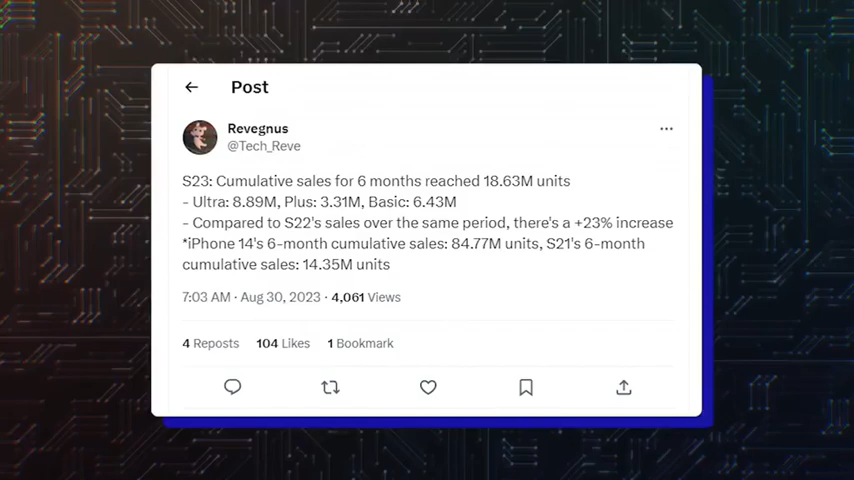 Post
Revegnus
@Tech_Reve
S23: Cumulative sales for 6 months reached 18.63M units
- Ultra: 8.89M, Plus: 3.31M, Basic: 6.43M
- Compared to S22's sales over the same period, there's a +23% increase
*iPhone 14's 6-month cumulative sales: 84.77M units, S21's 6-month
cumulative sales: 14.35M units
7:03 AM · Aug 30, 2023 · 4,061 Views
4 Reposts 104 Likes 1 Bookmark